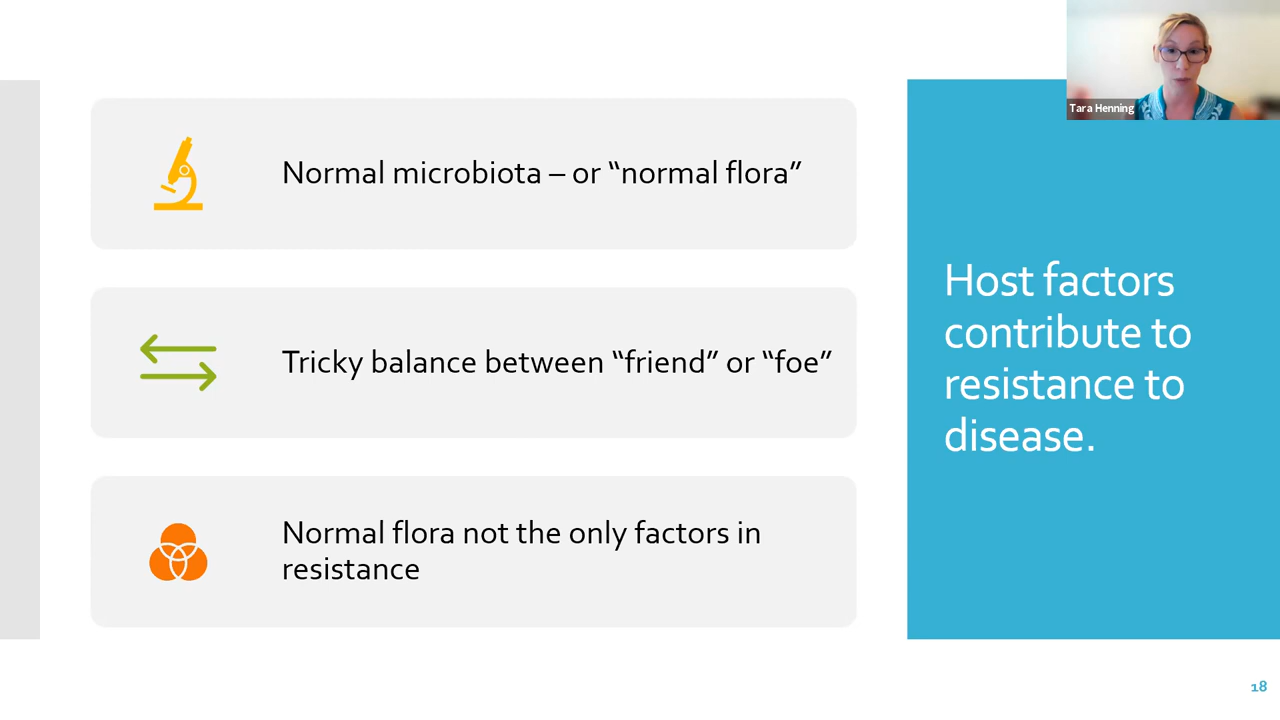 Tara Henning
Normal microbiota – or “normal flora”
Tricky balance between “friend” or “foe”
Normal flora not the only factors in
resistance
Host factors
contribute to
resistance to
disease.
18